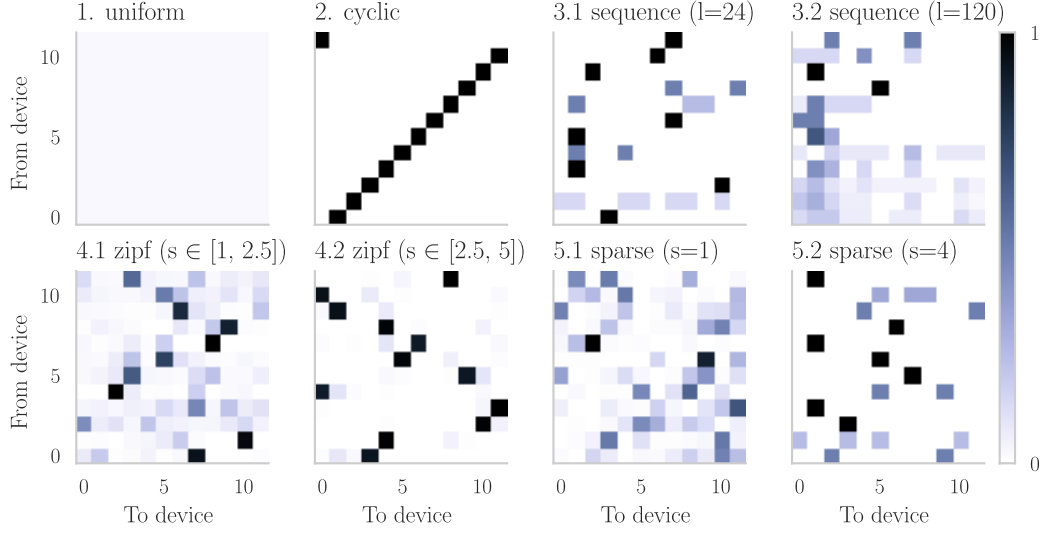 1. uniform
2. cyclic
3.1 sequence (l=24)
3.2 sequence (l=120)
From device
10
5
0
1
0
4.1 zipf (s ∈ [1, 2.5])
4.2 zipf (s ∈ [2.5, 5])
5.1 sparse (s=1)
5.2 sparse (s=4)
From device
10
5
0
0 5 10
0 5 10
0 5 10
0 5 10
To device
To device
To device
To device